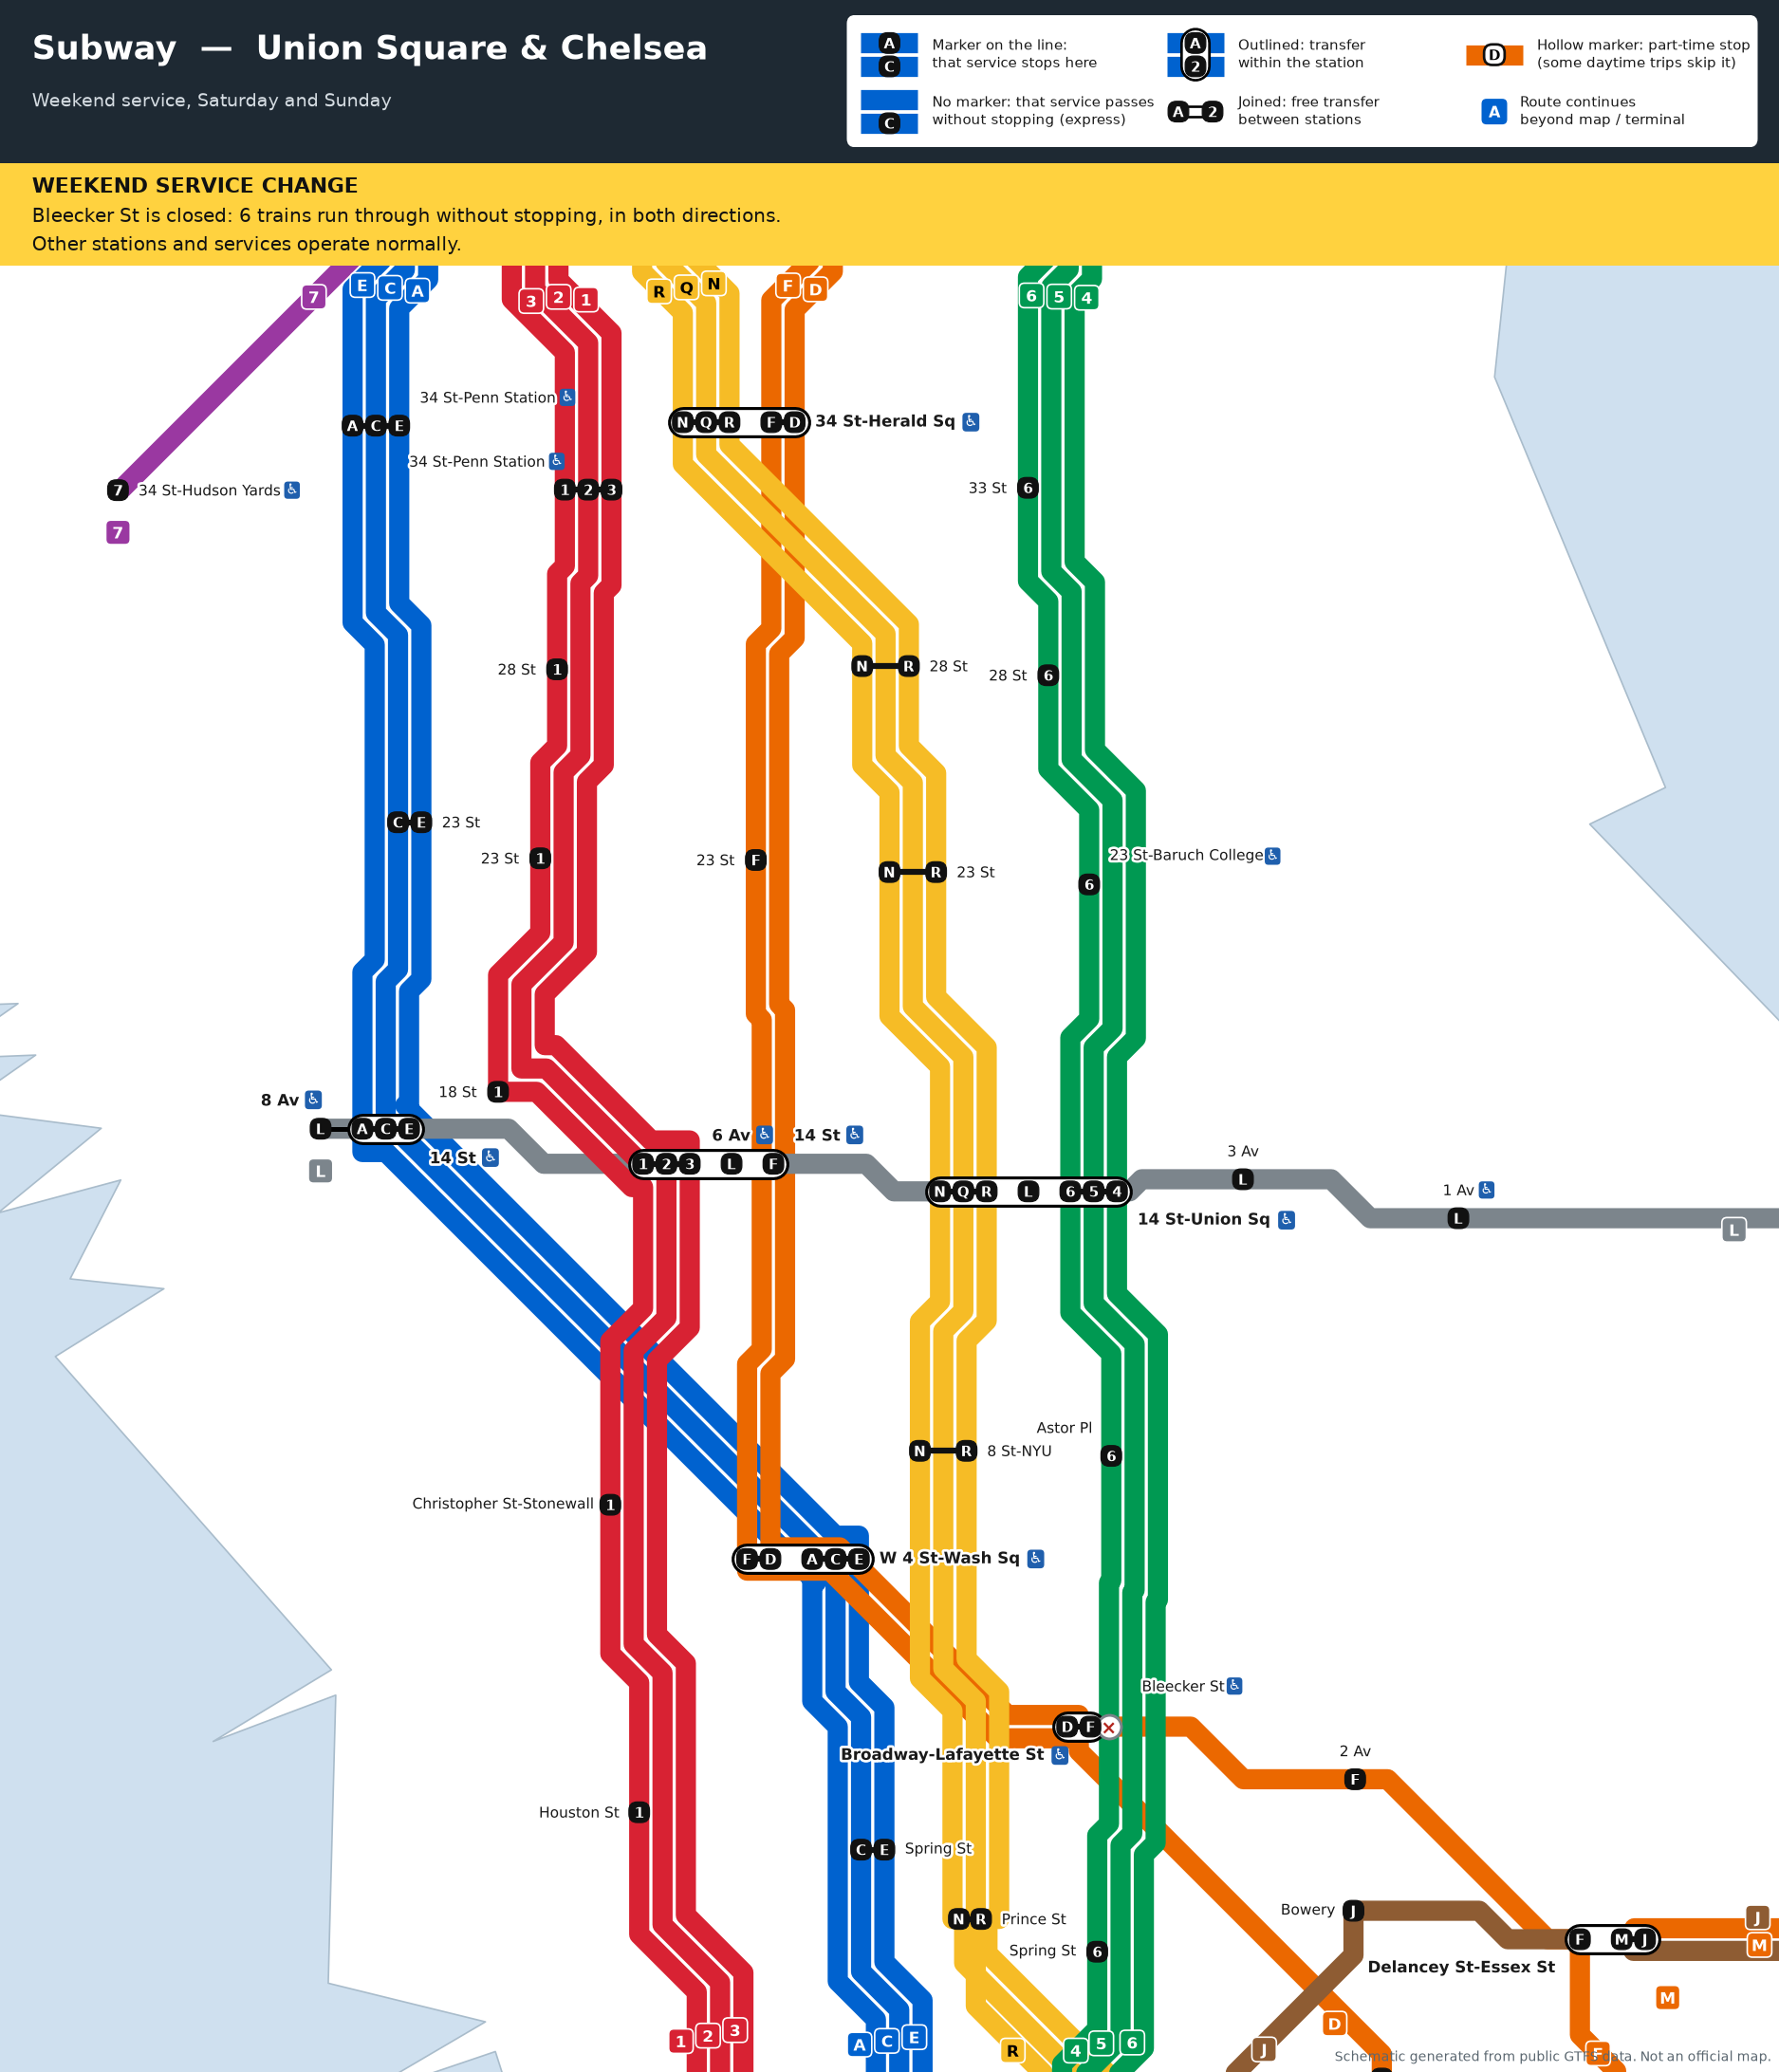 Subway — Union Square & Chelsea
Weekend service, Saturday and Sunday
A
C
Marker on the line:
that service stops here
A
2
Outlined: transfer
within the station
D
Hollow marker: part-time stop
(some daytime trips skip it)
C
No marker: that service passes
without stopping (express)
A 2
Joined: free transfer
between stations
A
Route continues
beyond map / terminal
WEEKEND SERVICE CHANGE
Bleecker St is closed: 6 trains run through without stopping, in both directions.
Other stations and services operate normally.
7
E C A
3 2 1
R Q N
F D
6 5 4
34 St-Penn Station
A C E
N Q R F D 34 St-Herald Sq
34 St-Penn Station
1 2 3
7 34 St-Hudson Yards
7
33 St 6
28 St 1
N R 28 St
28 St 6
C E 23 St
23 St 1
23 St F
N R 23 St
23 St-Baruch College
6
18 St 1
8 Av
L A C E
14 St
L
6 Av 14 St
1 2 3 L F
N Q R L 6 5 4
14 St-Union Sq
3 Av
L
1 Av
L
L
Astor Pl
6
N R 8 St-NYU
Christopher St-Stonewall 1
F D A C E W 4 St-Wash Sq
Bleecker St
D F
Broadway-Lafayette St
2 Av
F
Houston St 1
C E Spring St
N R Prince St
Spring St 6
Bowery J
F M J
Delancey St-Essex St
J
M
M
D
1 2 3
A C E
R
4 5 6
J
F
Schematic generated from public GTFS data. Not an official map.